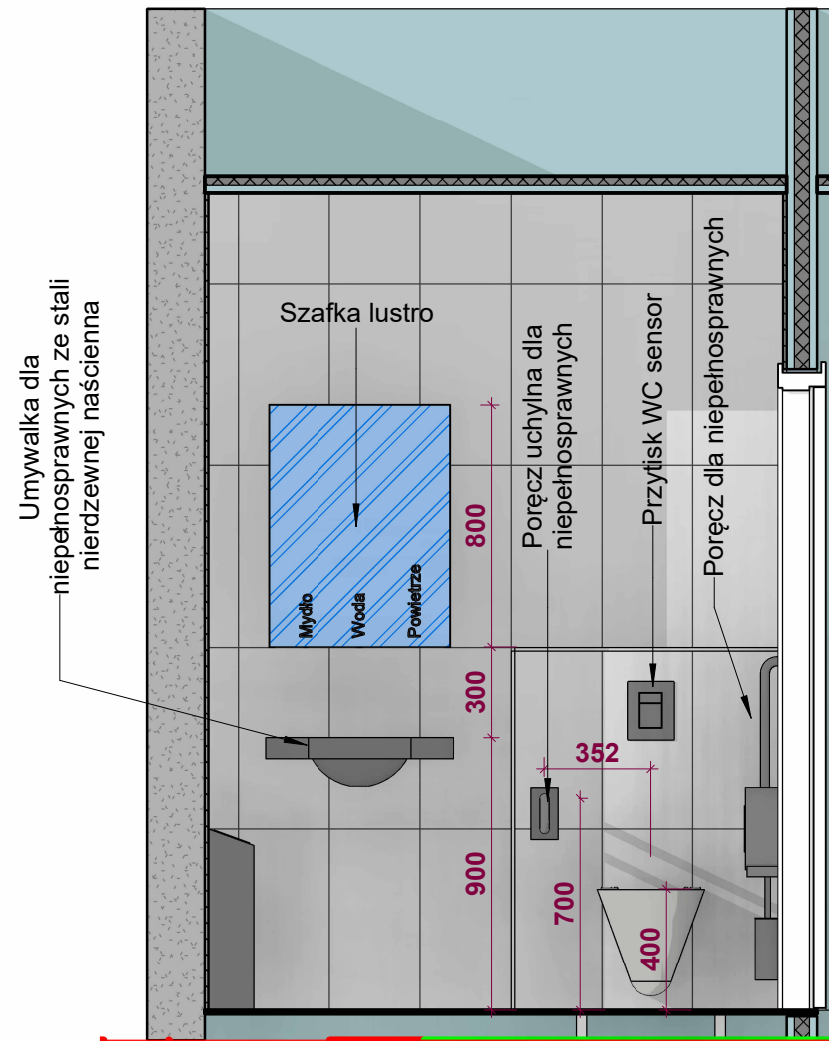 Umywalka dla
niepełnosprawnych ze stali
nierdzewnej naścienna
Szafka lustro
Poręcz uchylna dla
niepełnosprawnych
Przytisk WC sensor
Poręcz dla niepełnosprawnych
Mydło
Woda
Powietrze
800
300
900
352
700
400